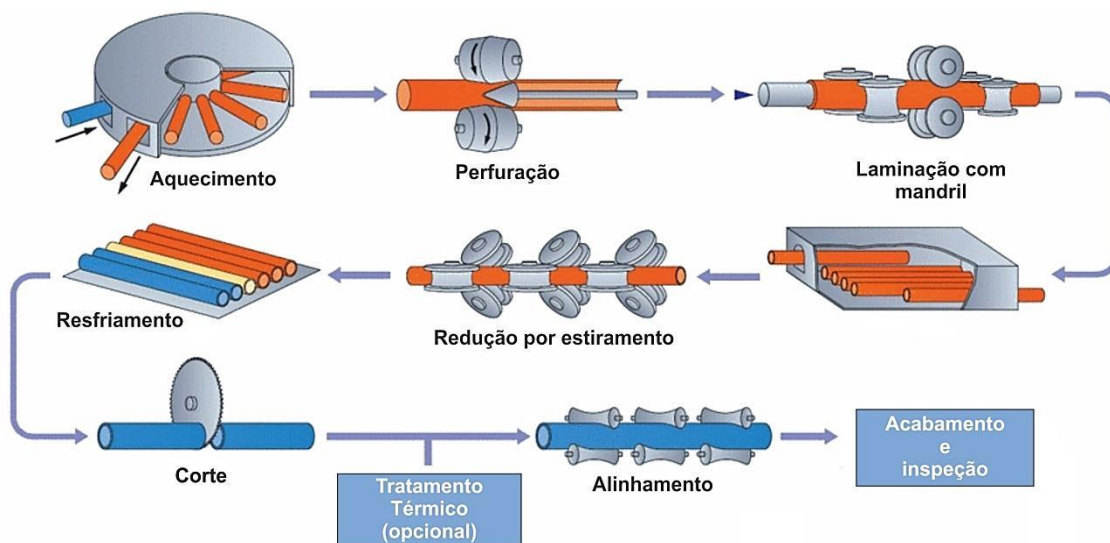 Aquecimento
Perfuração
Laminação com
mandril
Resfriamento
Redução por estiramento
Corte
Tratamento
Térmico
(opcional)
Alinhamento
Acabamento
e
inspeção